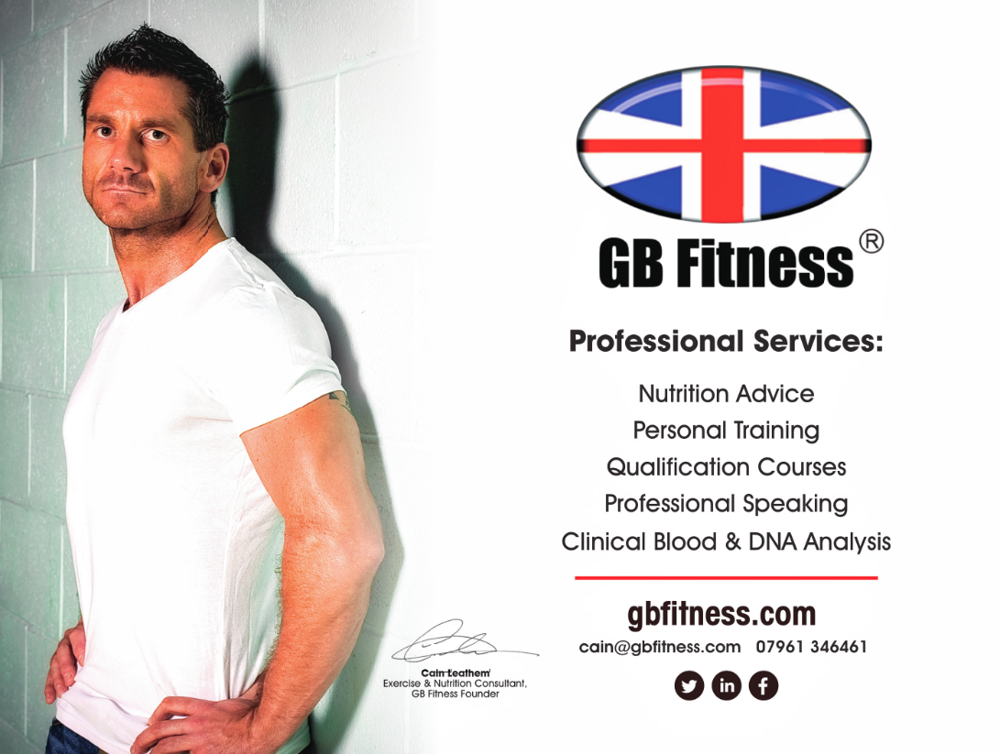 GB Fitness®
Professional Services:
Nutrition Advice
Personal Training
Qualification Courses
Professional Speaking
Clinical Blood & DNA Analysis
gbfitness.com
cain@gbfitness.com 07961 346461
Cain Leathem
Exercise & Nutrition Consultant,
GB Fitness Founder